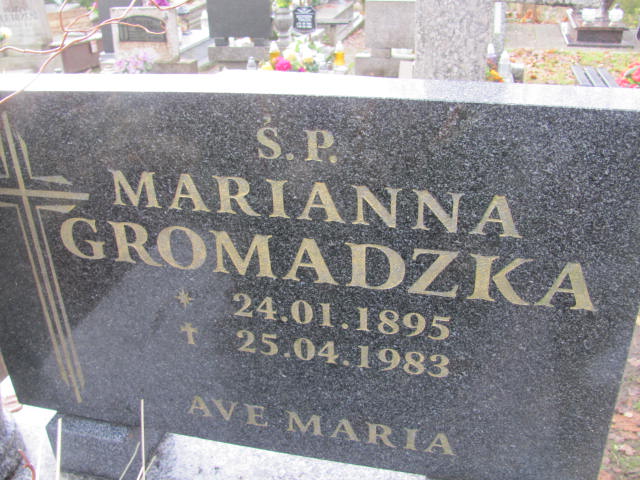 Ś.P.
MARIANNA
GROMADZKA
* 24.01.1895
✝ 25.04.1983
AVE MARIA